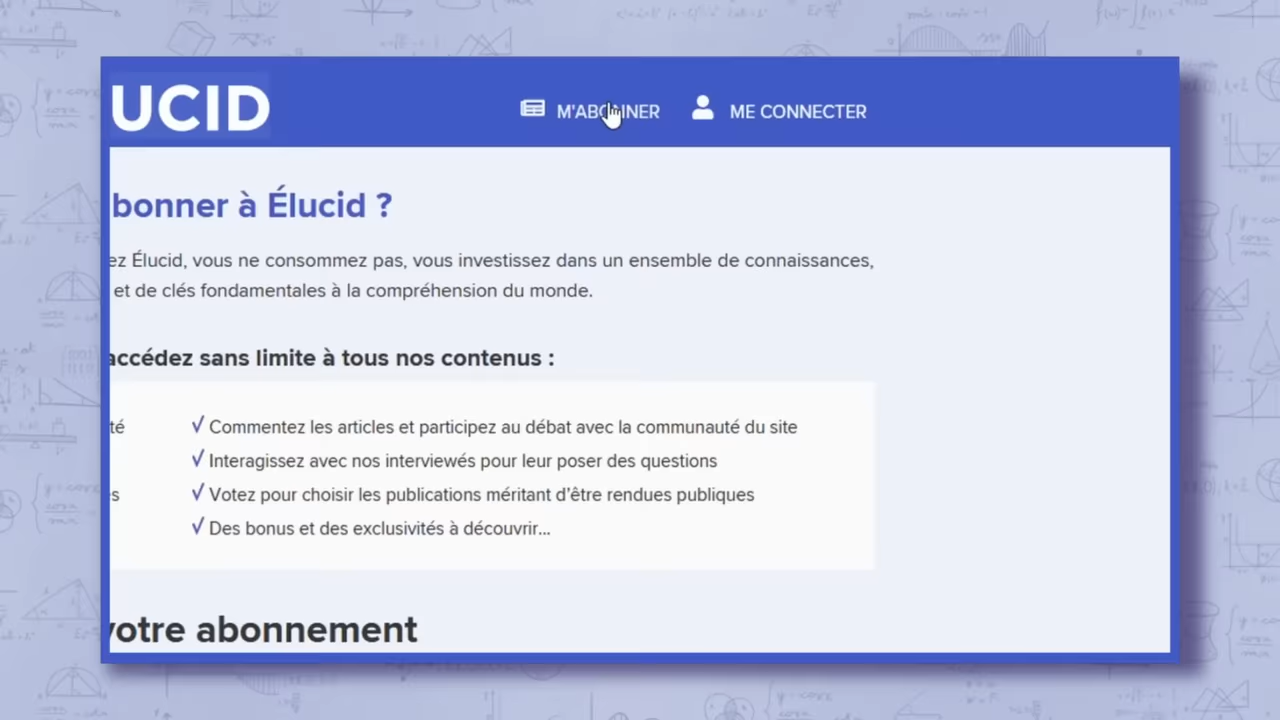 UCID
M'ABONNER
ME CONNECTER
bonner à Élucid ?
ez Élucid, vous ne consommez pas, vous investissez dans un ensemble de connaissances,
et de clés fondamentales à la compréhension du monde.
accédez sans limite à tous nos contenus :
té
√ Commentez les articles et participez au débat avec la communauté du site
√ Interagissez avec nos interviewés pour leur poser des questions
s
√ Votez pour choisir les publications méritant d'être rendues publiques
√ Des bonus et des exclusivités à découvrir...
votre abonnement